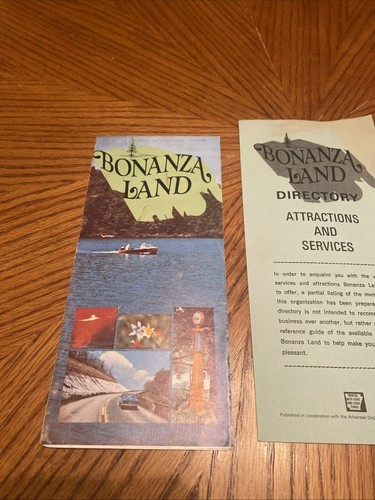 BONANZA
LAND
BONANZA
LAND
DIRECTORY
ATTRACTIONS
AND
SERVICES
In order to acquaint you with the
services and attractions Bonanza
to offer, a partial listing of the
this organization has been prepare
directory is not intended to
business over another, but rather
reference guide of the available
Bonanza Land to help make you
pleasant.
Published in cooperation with the Arkansas